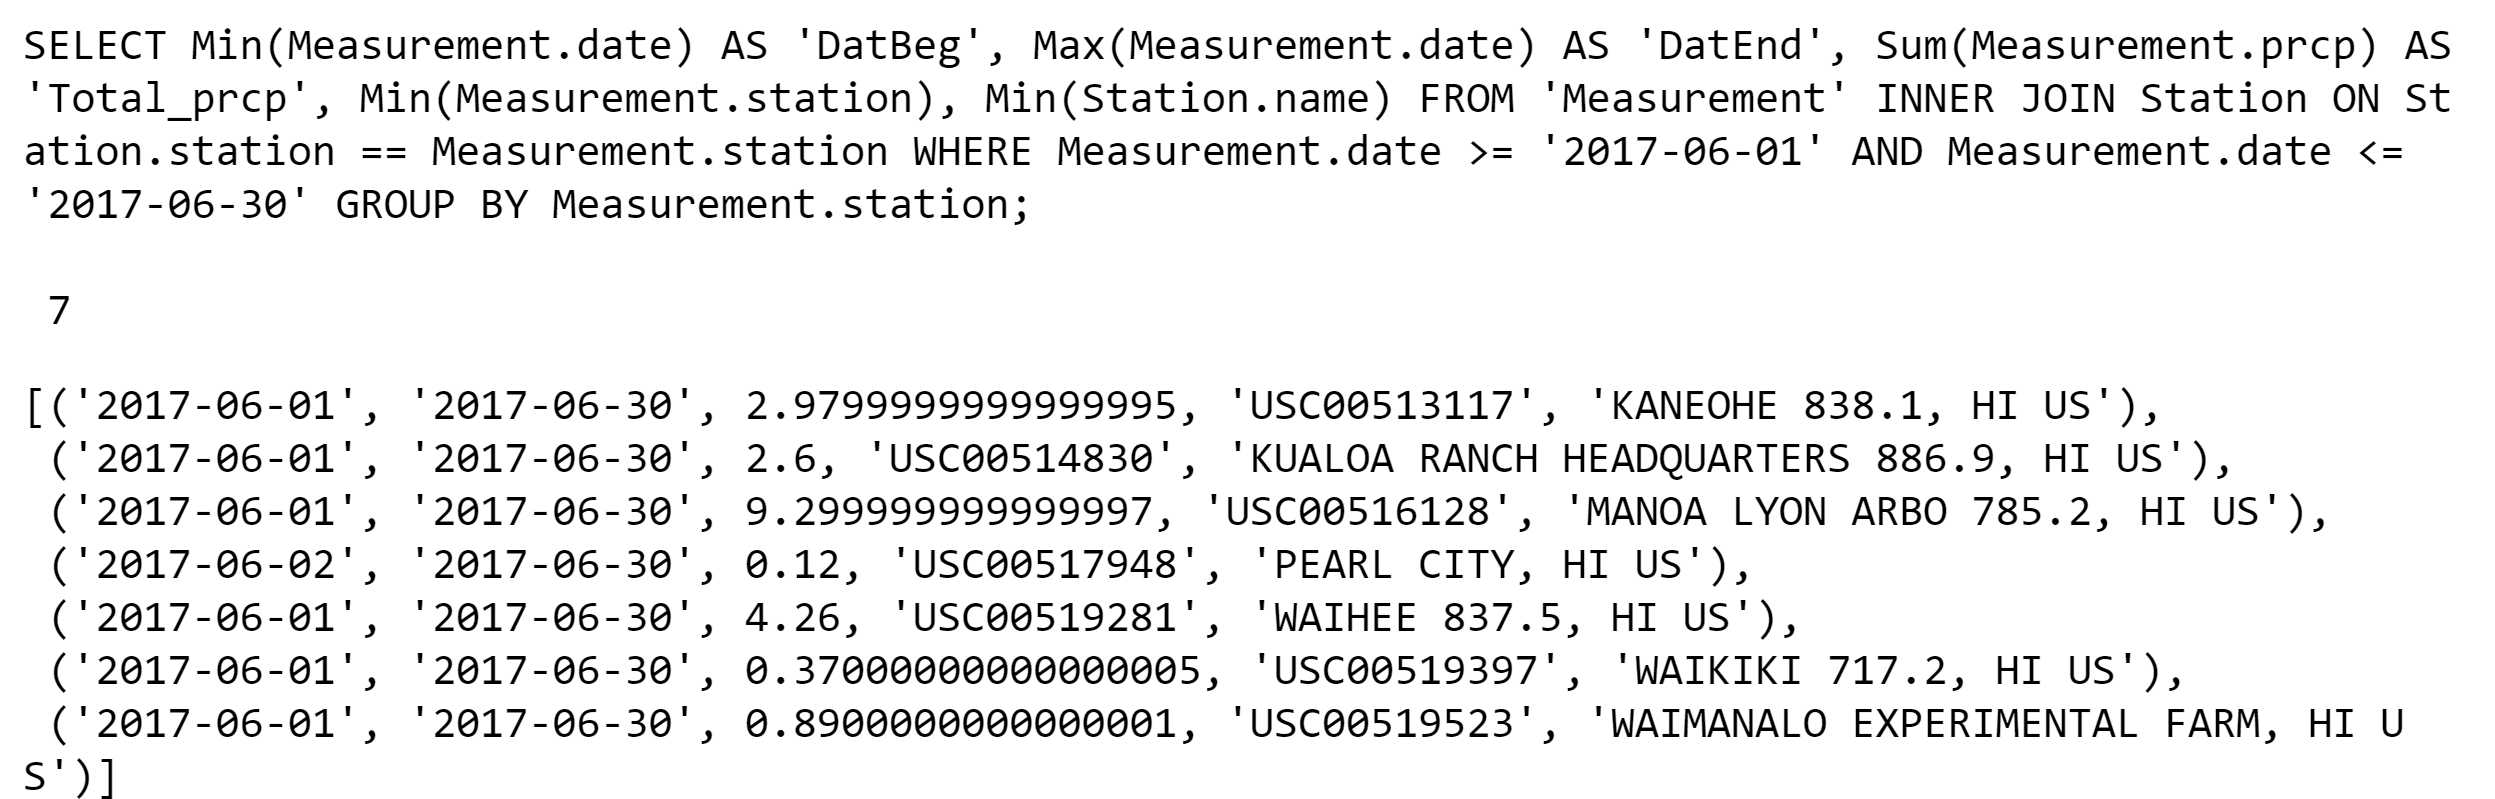 SELECT Min(Measurement.date) AS 'DatBeg', Max(Measurement.date) AS 'DatEnd', Sum(Measurement.prcp) AS
'Total_prcp', Min(Measurement.station), Min(Station.name) FROM 'Measurement' INNER JOIN Station ON St
ation.station == Measurement.station WHERE Measurement.date >= '2017-06-01' AND Measurement.date <=
'2017-06-30' GROUP BY Measurement.station;
7
[('2017-06-01', '2017-06-30', 2.9799999999999995, 'USC00513117', 'KANEOHE 838.1, HI US'),
('2017-06-01', '2017-06-30', 2.6, 'USC00514830', 'KUALOA RANCH HEADQUARTERS 886.9, HI US'),
('2017-06-01', '2017-06-30', 9.299999999999997, 'USC00516128', 'MANOA LYON ARBO 785.2, HI US'),
('2017-06-02', '2017-06-30', 0.12, 'USC00517948', 'PEARL CITY, HI US'),
('2017-06-01', '2017-06-30', 4.26, 'USC00519281', 'WAIHEE 837.5, HI US'),
('2017-06-01', '2017-06-30', 0.37000000000000005, 'USC00519397', 'WAIKIKI 717.2, HI US'),
('2017-06-01', '2017-06-30', 0.8900000000000001, 'USC00519523', 'WAIMANALO EXPERIMENTAL FARM, HI U
S')]